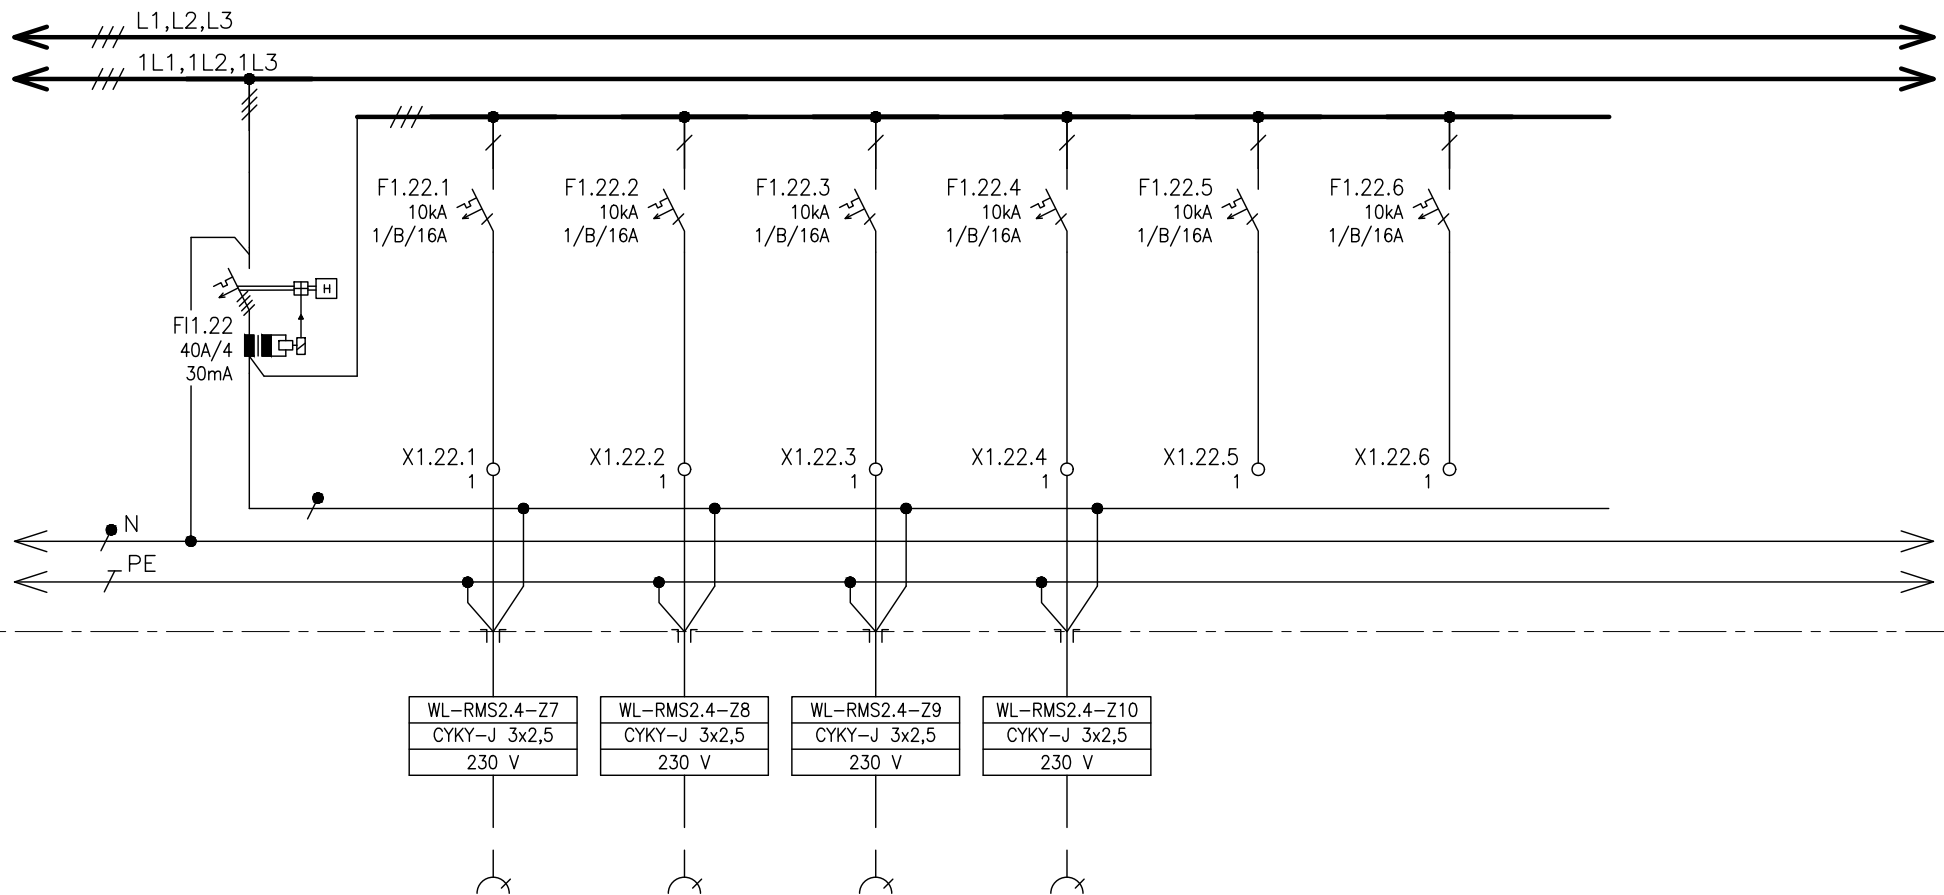 L1,L2,L3
1L1,1L2,1L3
F1.22.1
10kA
1/B/16A
F1.22.2
10kA
1/B/16A
F1.22.3
10kA
1/B/16A
F1.22.4
10kA
1/B/16A
F1.22.5
10kA
1/B/16A
F1.22.6
10kA
1/B/16A
H
FI1.22
40A/4
30mA
X1.22.1
1
X1.22.2
1
X1.22.3
1
X1.22.4
1
X1.22.5
1
X1.22.6
1
N
PE
WL-RMS2.4-Z7
CYKY-J 3x2,5
230 V
WL-RMS2.4-Z8
CYKY-J 3x2,5
230 V
WL-RMS2.4-Z9
CYKY-J 3x2,5
230 V
WL-RMS2.4-Z10
CYKY-J 3x2,5
230 V